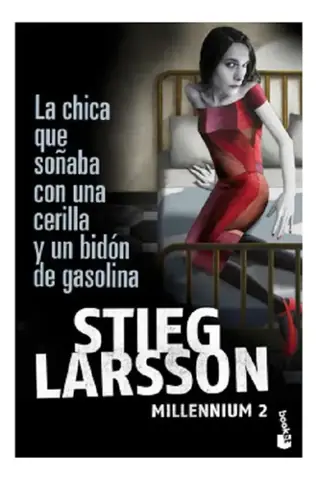 La chica
que
soñaba
con una
cerilla
y un bidón
de gasolina
STIEG
LARSSON
MILLENNIUM 2
booket